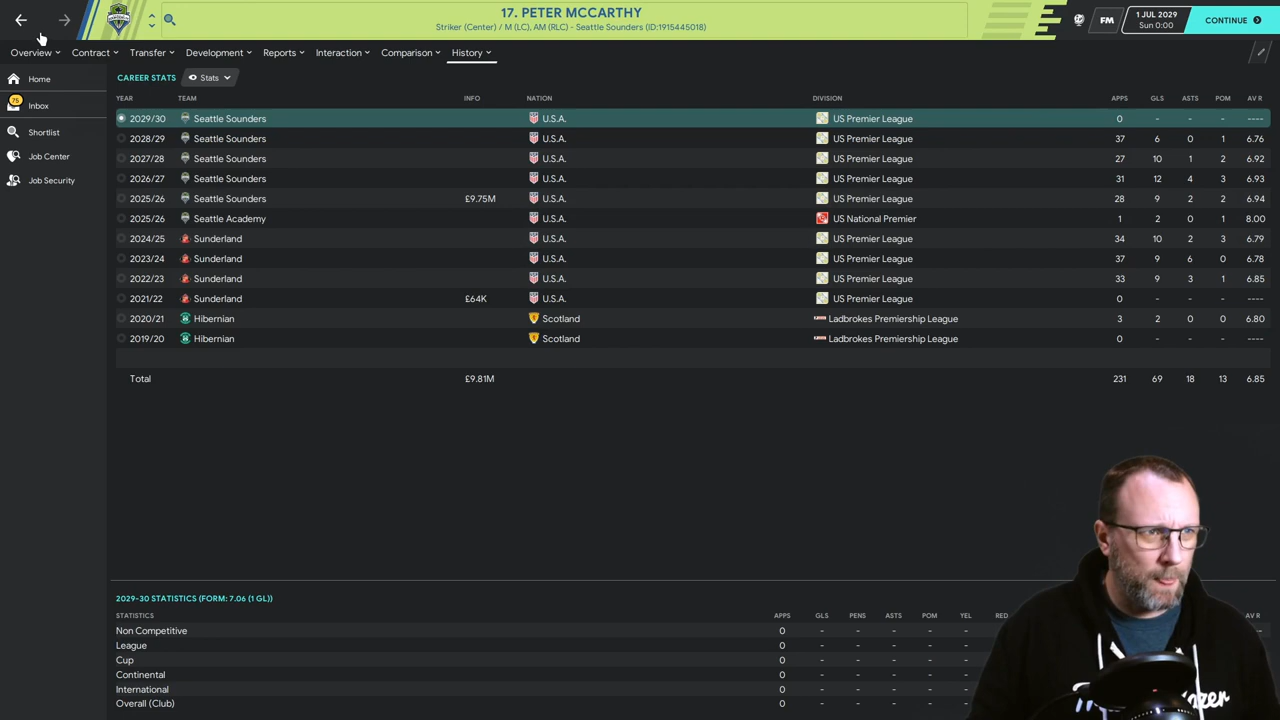 17. PETER MCCARTHY
Striker (Center) / M (LC), AM (RLC) - Seattle Sounders (ID:1915445018)
FM
1 JUL 2029
Sun 0:00
CONTINUE
Overview Contract Transfer Development Reports Interaction Comparison History
Home
75
Inbox
Shortlist
Job Center
Job Security
CAREER STATS Stats
YEAR TEAM INFO NATION DIVISION APPS GLS ASTS POM AV R
2029/30 Seattle Sounders U.S.A. US Premier League 0 - - - ----
2028/29 Seattle Sounders U.S.A. US Premier League 37 6 0 1 6.76
2027/28 Seattle Sounders U.S.A. US Premier League 27 10 1 2 6.92
2026/27 Seattle Sounders U.S.A. US Premier League 31 12 4 3 6.93
2025/26 Seattle Sounders £9.75M U.S.A. US Premier League 28 9 2 2 6.94
2025/26 Seattle Academy U.S.A. US National Premier 1 2 0 1 8.00
2024/25 Sunderland U.S.A. US Premier League 34 10 2 3 6.79
2023/24 Sunderland U.S.A. US Premier League 37 9 6 0 6.78
2022/23 Sunderland U.S.A. US Premier League 33 9 3 1 6.85
2021/22 Sunderland £64K U.S.A. US Premier League 0 - - - ----
2020/21 Hibernian Scotland Ladbrokes Premiership League 3 2 0 0 6.80
2019/20 Hibernian Scotland Ladbrokes Premiership League 0 - - - ----
Total £9.81M 231 69 18 13 6.85
2029-30 STATISTICS (FORM: 7.06 (1 GL))
STATISTICS APPS GLS PENS ASTS POM YEL RED AV R
Non Competitive 0 - - - - -
League 0 - - - - -
Cup 0 - - - - -
Continental 0 - - - - -
International 0 - - - - -
Overall (Club) 0 - - - - -